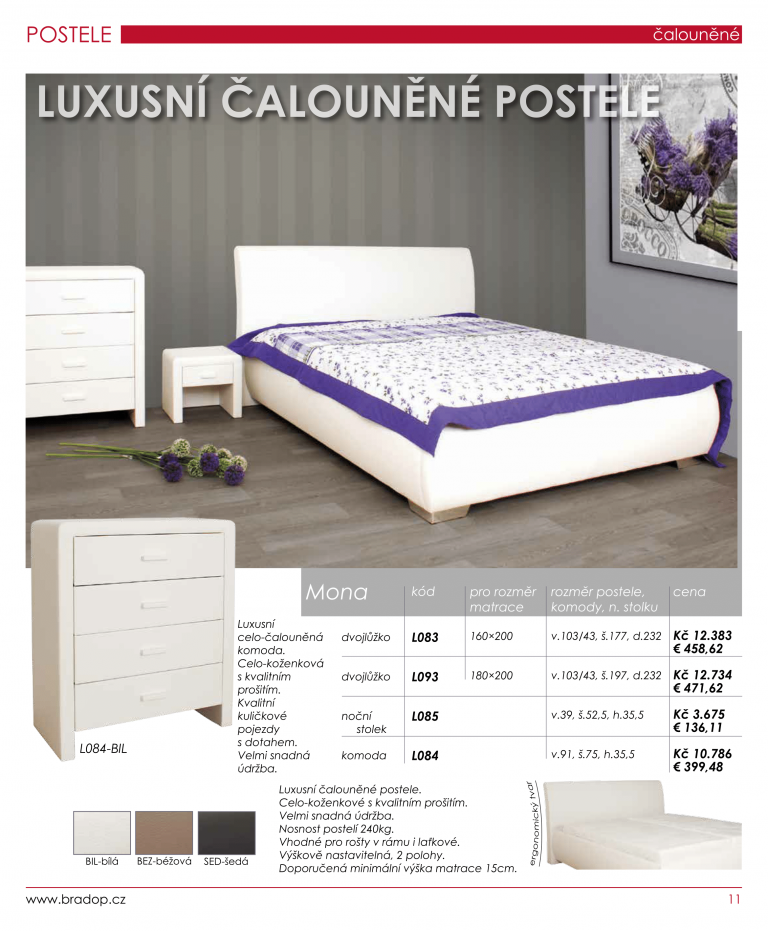 POSTELE
čalouněné
LUXUSNÍ ČALOUNĚNÉ POSTELE
Mona
kód
pro rozměr
matrace
rozměr postele,
komody, n. stolku
cena
Luxusní
celo-čalouněná
komoda.
Celo-koženková
s kvalitním
prošitím.
Kvalitní
kuličkové
pojezdy
s dotahem.
Velmi snadná
údržba.
dvojlůžko L083 160×200 v.103/43, š.177, d.232 Kč 12.383
€ 458,62
dvojlůžko L093 180×200 v.103/43, š.197, d.232 Kč 12.734
€ 471,62
noční
stolek
L085 v.39, š.52,5, h.35,5 Kč 3.675
€ 136,11
komoda L084 v.91, š.75, h.35,5 Kč 10.786
€ 399,48
L084-BIL
Luxusní čalouněné postele.
Celo-koženkové s kvalitním prošitím.
Velmi snadná údržba.
Nosnost postelí 240kg.
Vhodné pro rošty v rámu i laťkové.
Výškově nastavitelná, 2 polohy.
Doporučená minimální výška matrace 15cm.
ergonomický tvar
BIL-bílá
BEZ-béžová
SED-šedá
www.bradop.cz
11